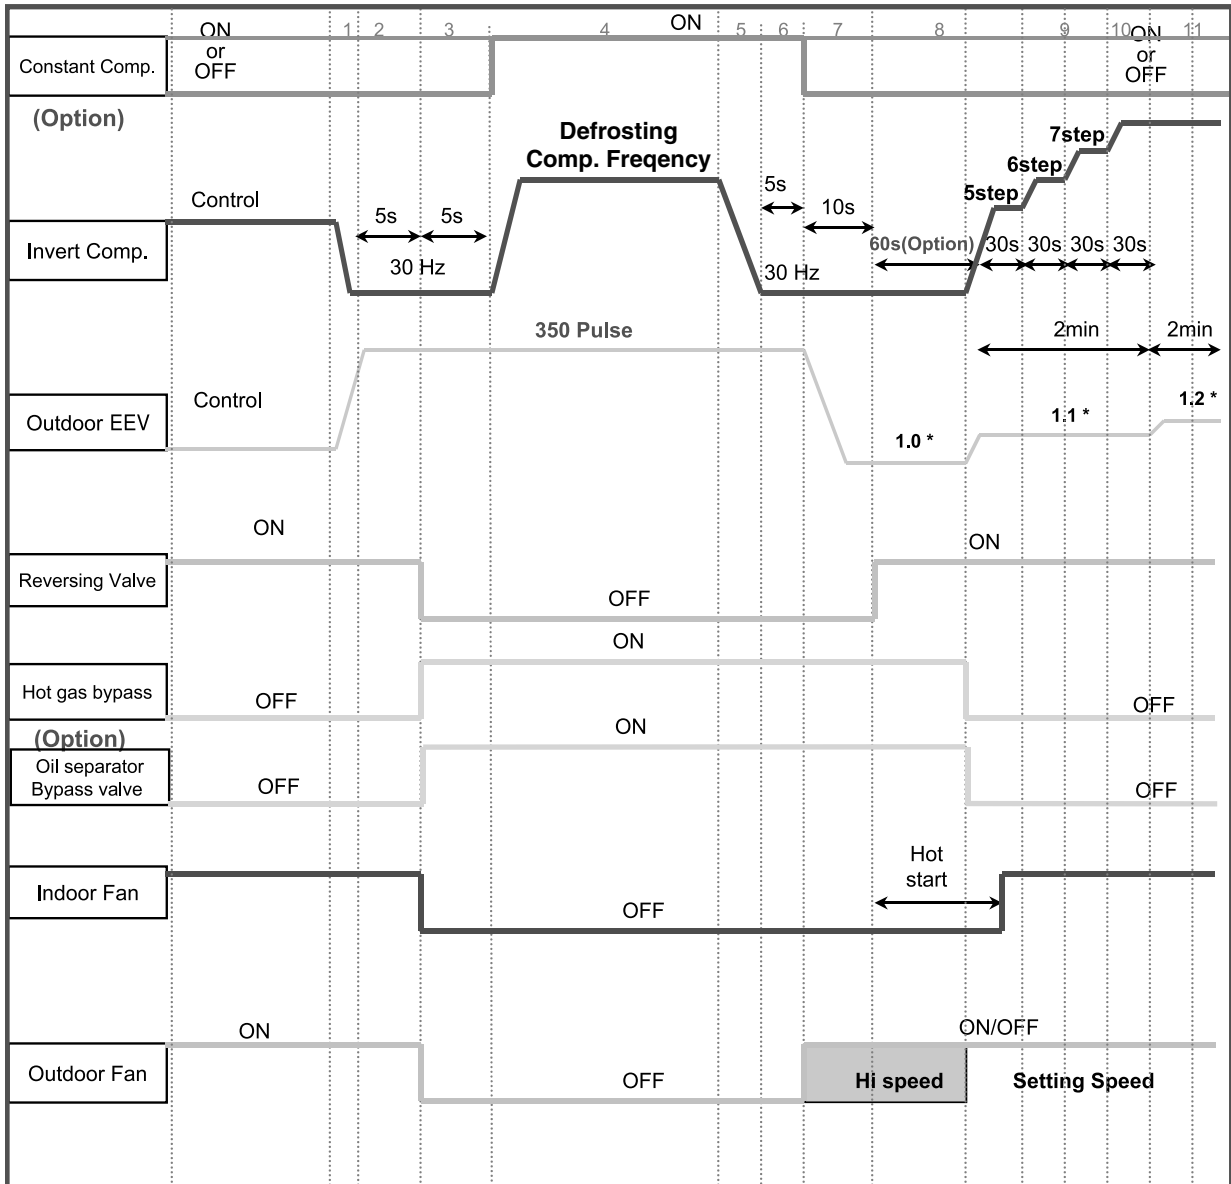 ON
1 2 3 4 ON 5 6 7 8 9 10 11
ON
or
OFF
or
OFF
Constant Comp.
(Option)
Defrosting
Comp. Freqency
7step
6step
5step
Control
5s 5s
5s
10s
60s(Option) 30s 30s 30s 30s
Invert Comp.
30 Hz
30 Hz
350 Pulse
2min 2min
Control
Outdoor EEV
1.0 *
1.1 *
1.2 *
ON
ON
Reversing Valve
OFF
ON
Hot gas bypass
OFF
OFF
(Option)
ON
Oil separator
Bypass valve
OFF
OFF
Hot
start
Indoor Fan
OFF
ON
ON/OFF
Outdoor Fan
OFF
Hi speed
Setting Speed